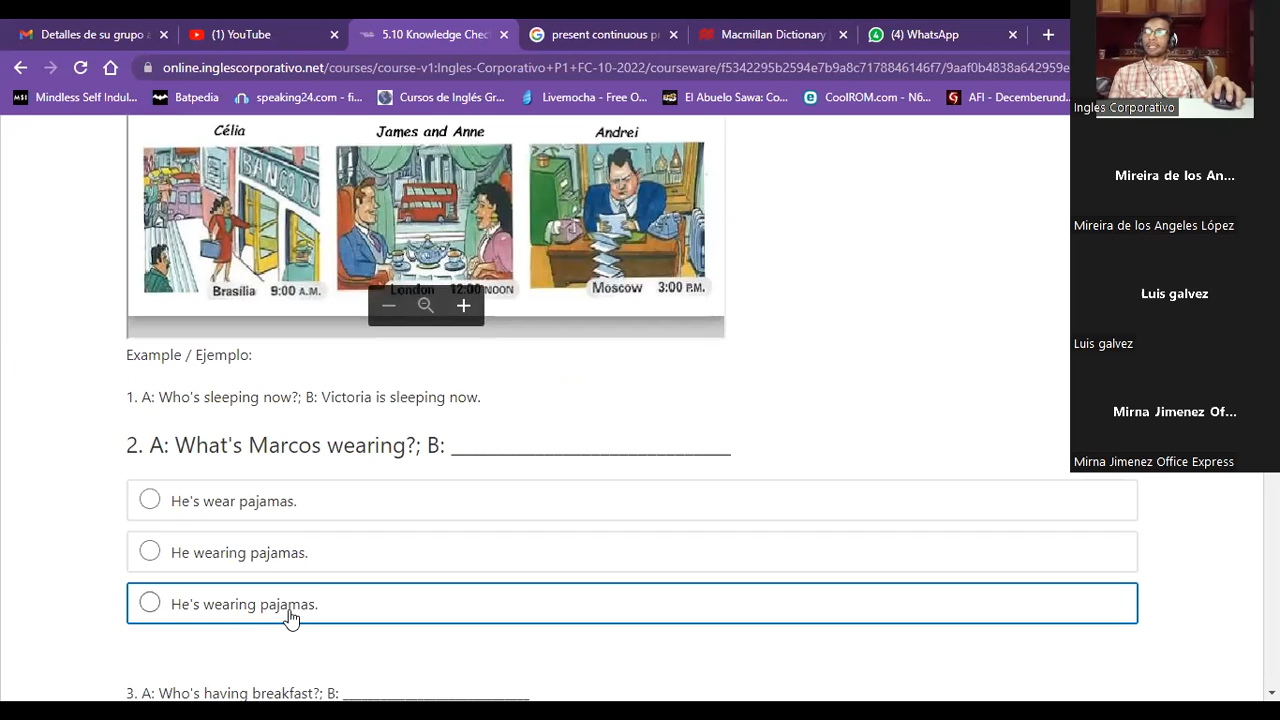 Detalles de su grupo
(1) YouTube
5.10 Knowledge Chec
present continuous p
Macmillan Dictionary
(4) WhatsApp
online.inglescorporativo.net/courses/course-v1:Ingles-Corporativo+P1+FC-10-2022/courseware/f5342295b2594e7b9a8c7178846146f7/9aaf0b4838a642959e
Mindless Self Indul...
Batpedia
speaking24.com - fi...
Cursos de Inglés Gr...
Livemocha - Free O...
El Abuelo Sawa: Co...
CoolROM.com - N6...
AFI - Decemberund...
Ingles Corporativo
Mireira de los An...
Mireira de los Angeles López
Luis galvez
Luis galvez
Mirna Jimenez Of...
Mirna Jimenez Office Express
Célia
James and Anne
Andrei
BANCO DO
Brasília 9:00 A.M.
London 12:00 NOON
Moscow 3:00 P.M.
Example / Ejemplo:
1. A: Who's sleeping now?; B: Victoria is sleeping now.
2. A: What's Marcos wearing?; B: ____________________________
He's wear pajamas.
He wearing pajamas.
He's wearing pajamas.
3. A: Who's having breakfast?; B: ____________________________